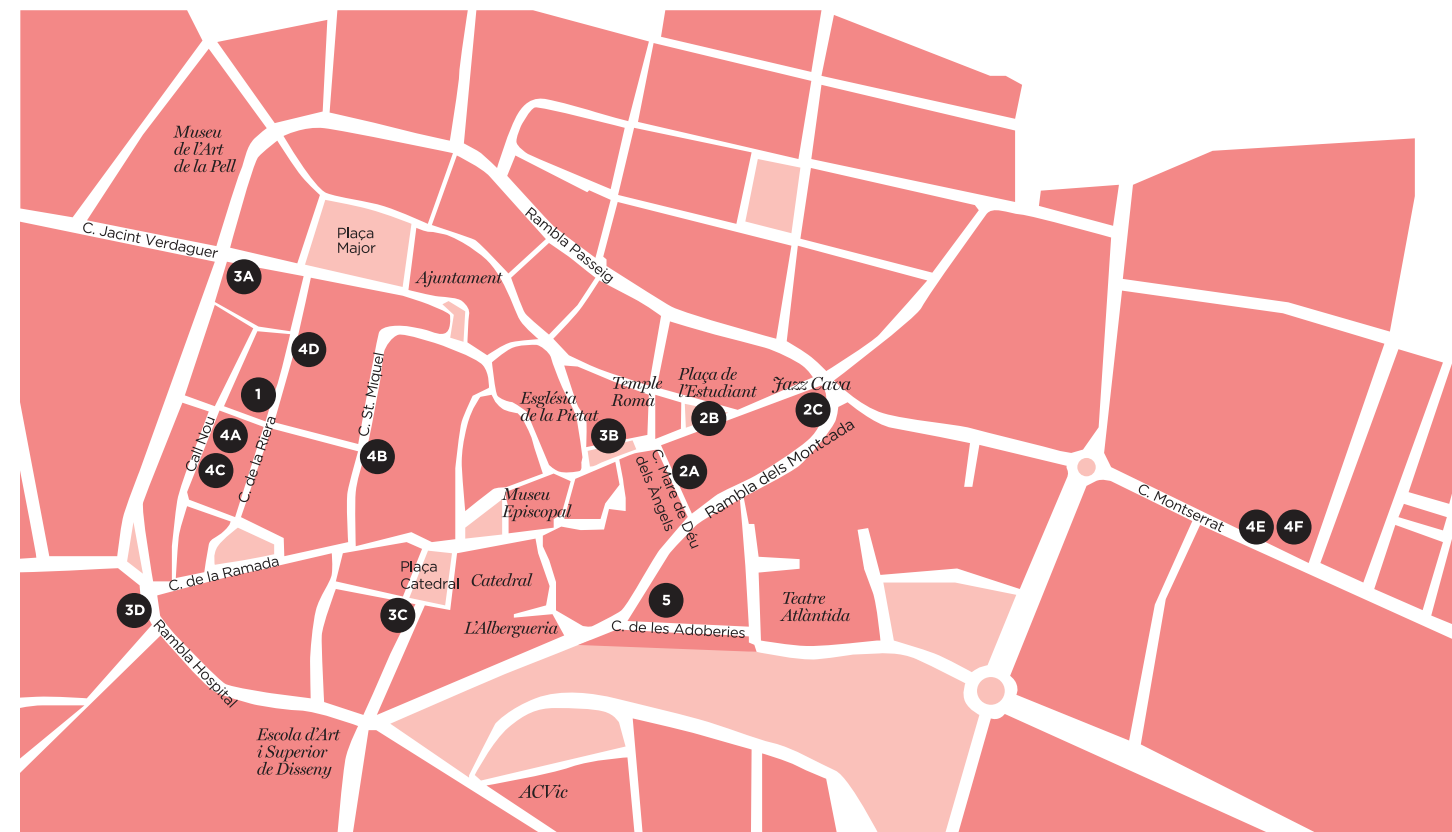 Museu
de l'Art
de la Pell
C. Jacint Verdaguer
Plaça
Major
Ajuntament
Rambla Passeig
3A
4D
1
C. St. Miquel
Call Nou
4A
4C
C. de la Riera
4B
Església
de la Pietat
Temple
Romà
Plaça de
l'Estudiant
Jazz Cava
3B
2B
2C
2A
C. Mare de Déu
dels Àngels
Rambla dels Montcada
Museu
Episcopal
C. Montserrat
4E
4F
C. de la Ramada
Plaça
Catedral
Catedral
3D
3C
L'Albergueria
5
C. de les Adoberies
Teatre
Atlàntida
Rambla Hospital
Escola d'Art
i Superior
de Disseny
ACVic